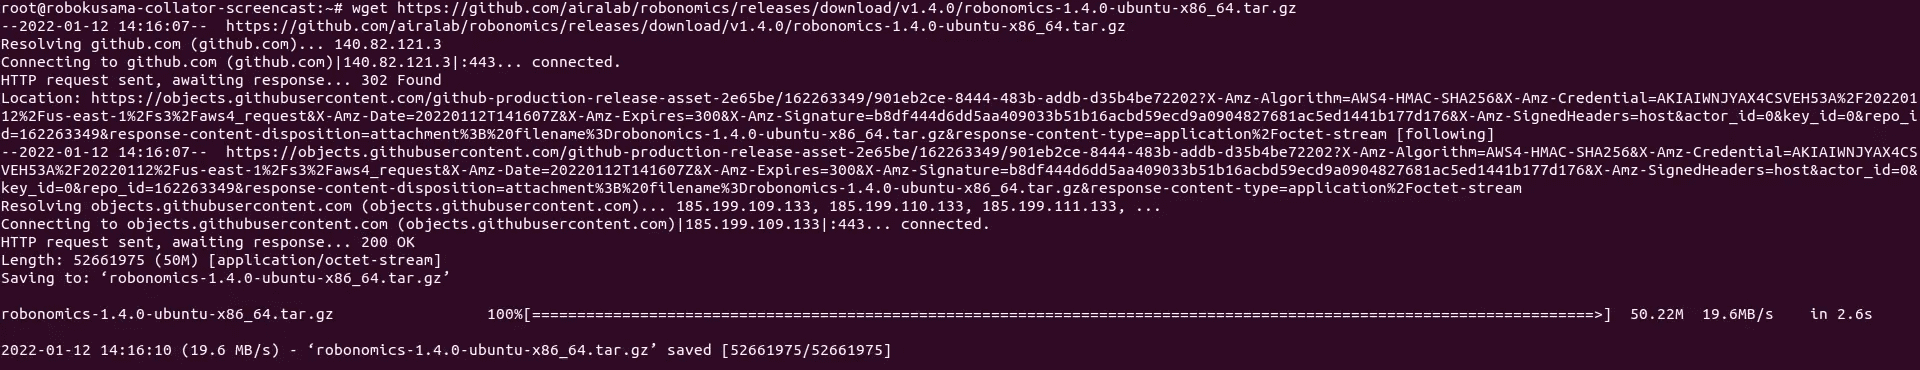 root@robokusama-collator-screencast:~# wget https://github.com/airalab/robonomics/releases/download/v1.4.0/robonomics-1.4.0-ubuntu-x86_64.tar.gz
--2022-01-12 14:16:07--  https://github.com/airalab/robonomics/releases/download/v1.4.0/robonomics-1.4.0-ubuntu-x86_64.tar.gz
Resolving github.com (github.com)... 140.82.121.3
Connecting to github.com (github.com)|140.82.121.3|:443... connected.
HTTP request sent, awaiting response... 302 Found
Location: https://objects.githubusercontent.com/github-production-release-asset-2e65be/162263349/901eb2ce-8444-483b-addb-d35b4be72202?X-Amz-Algorithm=AWS4-HMAC-SHA256&X-Amz-Credential=AKIAIWNJYAX4CSVEH53A%2F202201
12%2Fus-east-1%2Fs3%2Faws4_request&X-Amz-Date=20220112T141607Z&X-Amz-Expires=300&X-Amz-Signature=b8df444d6dd5aa409033b51b16acbd59ecd9a0904827681ac5ed1441b177d176&X-Amz-SignedHeaders=host&actor_id=0&key_id=0&repo_i
d=162263349&response-content-disposition=attachment%3B%20filename%3Drobonomics-1.4.0-ubuntu-x86_64.tar.gz&response-content-type=application%2Foctet-stream [following]
--2022-01-12 14:16:07--  https://objects.githubusercontent.com/github-production-release-asset-2e65be/162263349/901eb2ce-8444-483b-addb-d35b4be72202?X-Amz-Algorithm=AWS4-HMAC-SHA256&X-Amz-Credential=AKIAIWNJYAX4CS
VEH53A%2F20220112%2Fus-east-1%2Fs3%2Faws4_request&X-Amz-Date=20220112T141607Z&X-Amz-Expires=300&X-Amz-Signature=b8df444d6dd5aa409033b51b16acbd59ecd9a0904827681ac5ed1441b177d176&X-Amz-SignedHeaders=host&actor_id=0&
key_id=0&repo_id=162263349&response-content-disposition=attachment%3B%20filename%3Drobonomics-1.4.0-ubuntu-x86_64.tar.gz&response-content-type=application%2Foctet-stream
Resolving objects.githubusercontent.com (objects.githubusercontent.com)... 185.199.109.133, 185.199.110.133, 185.199.111.133, ...
Connecting to objects.githubusercontent.com (objects.githubusercontent.com)|185.199.109.133|:443... connected.
HTTP request sent, awaiting response... 200 OK
Length: 52661975 (50M) [application/octet-stream]
Saving to: ‘robonomics-1.4.0-ubuntu-x86_64.tar.gz’
robonomics-1.4.0-ubuntu-x86_64.tar.gz                 100%[======================================================================================================================>]  50.22M  19.6MB/s    in 2.6s
2022-01-12 14:16:10 (19.6 MB/s) - ‘robonomics-1.4.0-ubuntu-x86_64.tar.gz’ saved [52661975/52661975]